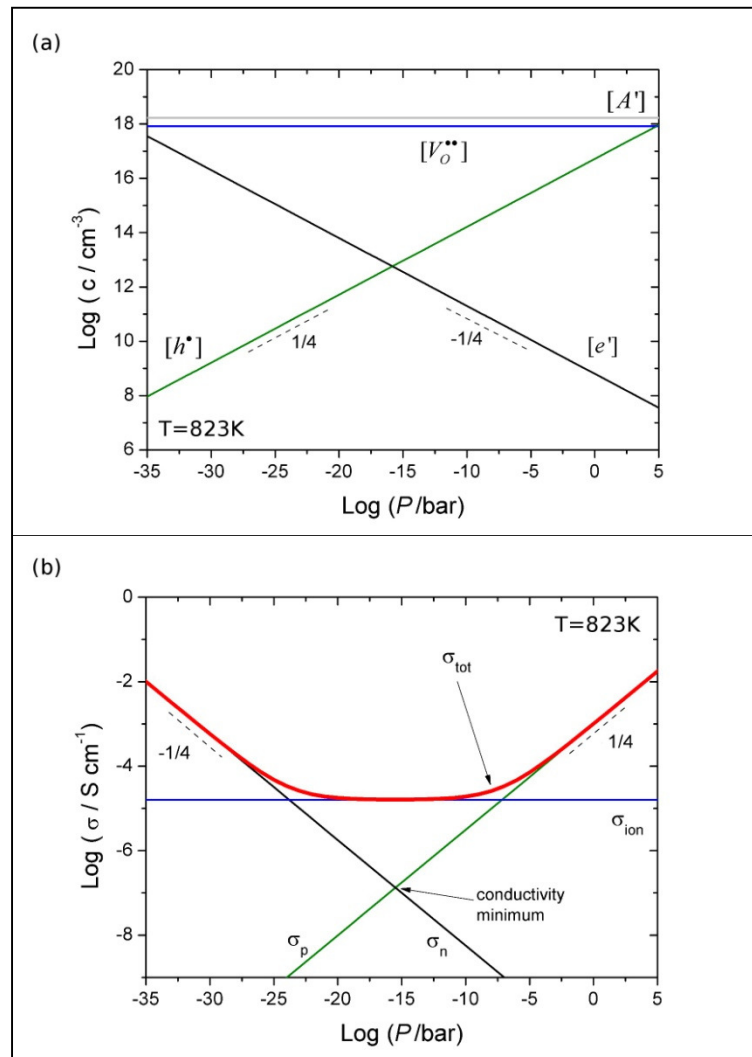 (a)
20
18
16
14
12
10
8
6
Log ( c / cm⁻³ )
[A']
[V_O^••]
[h^•]
1/4
-1/4
[e']
T=823K
-35 -30 -25 -20 -15 -10 -5 0 5
Log (P/bar)
(b)
0
-2
-4
-6
-8
Log ( σ / S cm⁻¹ )
T=823K
σ_tot
-1/4
1/4
σ_ion
conductivity
minimum
σ_p
σ_n
-35 -30 -25 -20 -15 -10 -5 0 5
Log (P/bar)